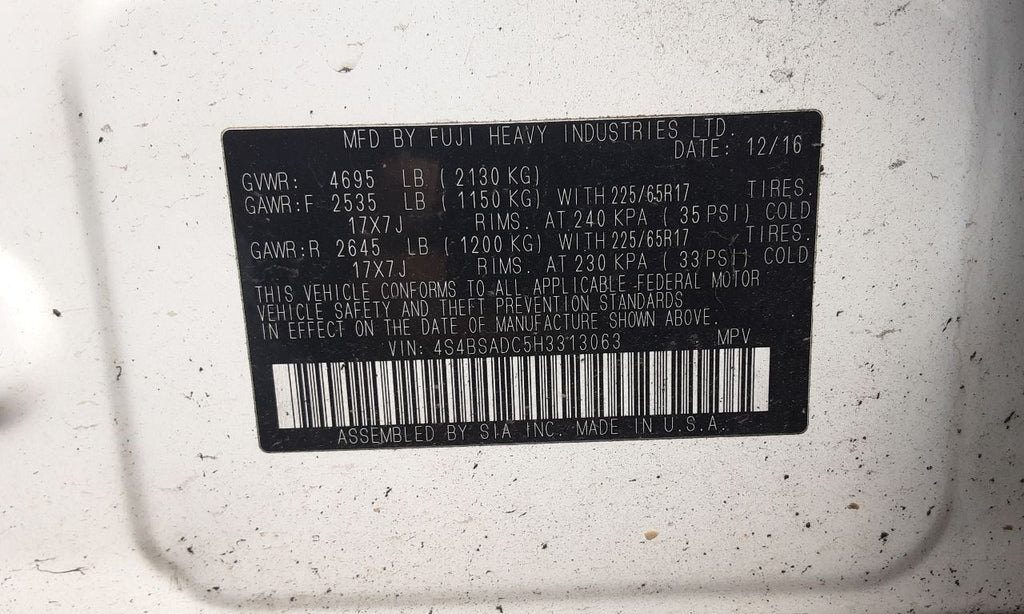 MFD BY FUJI HEAVY INDUSTRIES LTD.
DATE: 12/16
GVWR: 4695 LB ( 2130 KG)
GAWR:F 2535 LB ( 1150 KG) WITH 225/65R17 TIRES.
17X7J RIMS. AT 240 KPA ( 35 PSI) COLD
GAWR:R 2645 LB ( 1200 KG) WITH 225/65R17 TIRES.
17X7J RIMS. AT 230 KPA ( 33 PSI) COLD
THIS VEHICLE CONFORMS TO ALL APPLICABLE FEDERAL MOTOR
VEHICLE SAFETY AND THEFT PREVENTION STANDARDS
IN EFFECT ON THE DATE OF MANUFACTURE SHOWN ABOVE.
VIN: 4S4BSADC5H3313063 MPV
ASSEMBLED BY SIA INC. MADE IN U.S.A.